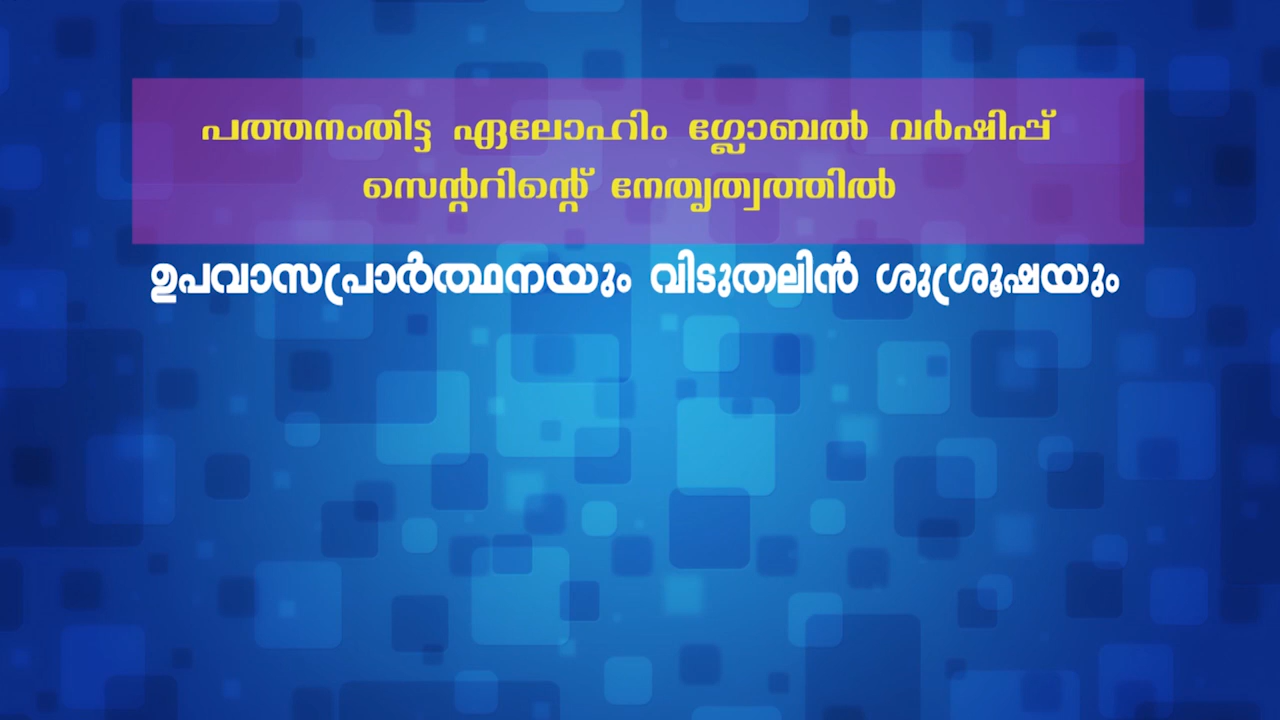 പത്തനംതിട്ട ഏലോഹിം ഗ്ലോബൽ വർഷിപ്പ്
സെന്ററിന്റെ് നേതൃത്വത്തിൽ
ഉപവാസപ്രാർത്ഥനയും വിടുതലിൻ ശുശ്രൂഷയും